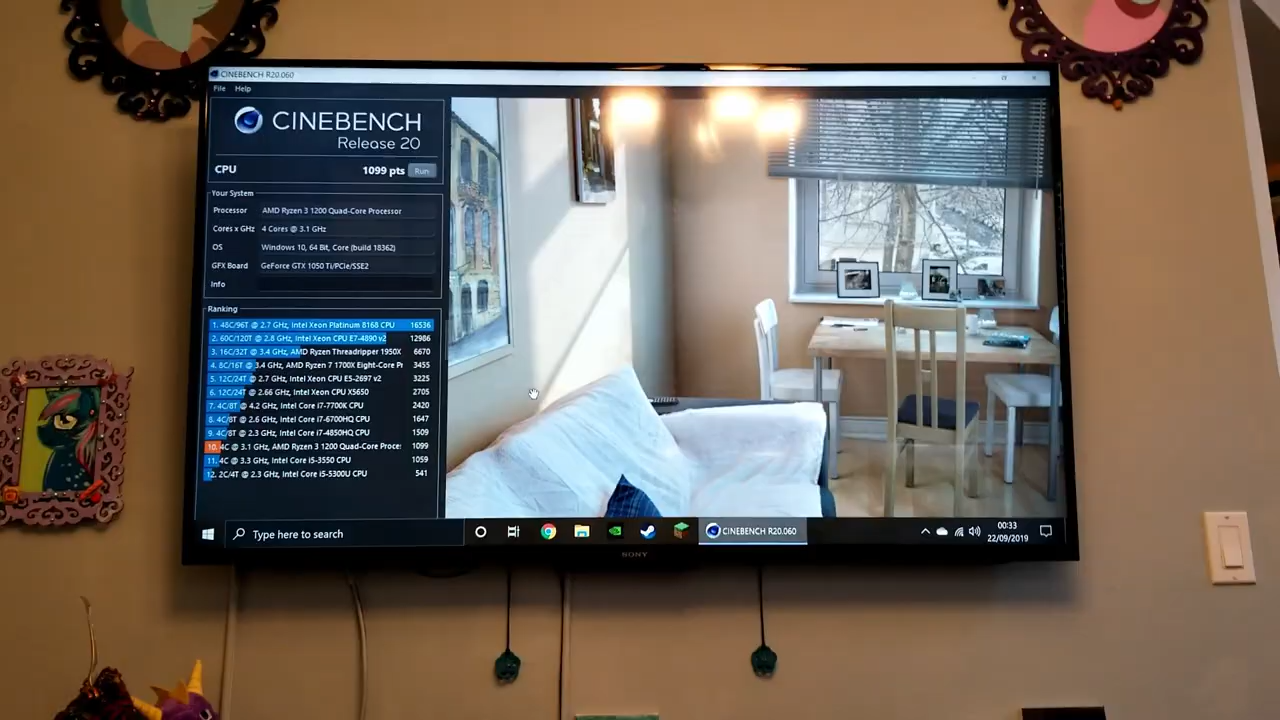 CINEBENCH R20.060
File Help
CINEBENCH
Release 20
CPU 1099 pts Run
Your System
Processor AMD Ryzen 3 1200 Quad-Core Processor
Cores x GHz 4 Cores @ 3.1 GHz
OS Windows 10, 64 Bit, Core (build 18362)
GFX Board GeForce GTX 1050 Ti/PCIe/SSE2
Info
Ranking
1. 48C/96T @ 2.7 GHz, Intel Xeon Platinum 8168 CPU 16536
2. 60C/120T @ 2.8 GHz, Intel Xeon CPU E7-4890 v2 12986
3. 16C/32T @ 3.4 GHz, AMD Ryzen Threadripper 1950X 6670
4. 8C/16T @ 3.4 GHz, AMD Ryzen 7 1700X Eight-Core Pr 3455
5. 12C/24T @ 2.7 GHz, Intel Xeon CPU E5-2697 v2 3225
6. 12C/24T @ 2.66 GHz, Intel Xeon CPU X5650 2705
7. 4C/8T @ 4.2 GHz, Intel Core i7-7700K CPU 2420
8. 4C/8T @ 2.6 GHz, Intel Core i7-6700HQ CPU 1647
9. 4C/8T @ 2.3 GHz, Intel Core i7-4850HQ CPU 1509
10. 4C @ 3.1 GHz, AMD Ryzen 3 1200 Quad-Core Proce: 1099
11. 4C @ 3.3 GHz, Intel Core i5-3550 CPU 1059
12. 2C/4T @ 2.3 GHz, Intel Core i5-5300U CPU 541
Type here to search
CINEBENCH R20.060
00:33
22/09/2019
SONY